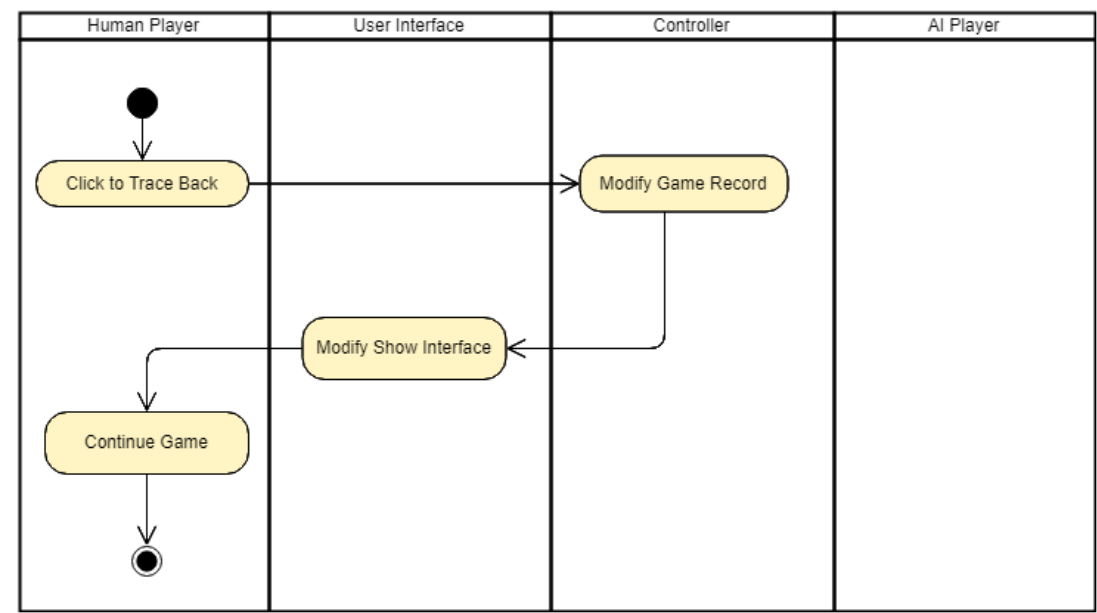 Human Player
User Interface
Controller
AI Player
Click to Trace Back
Modify Game Record
Modify Show Interface
Continue Game